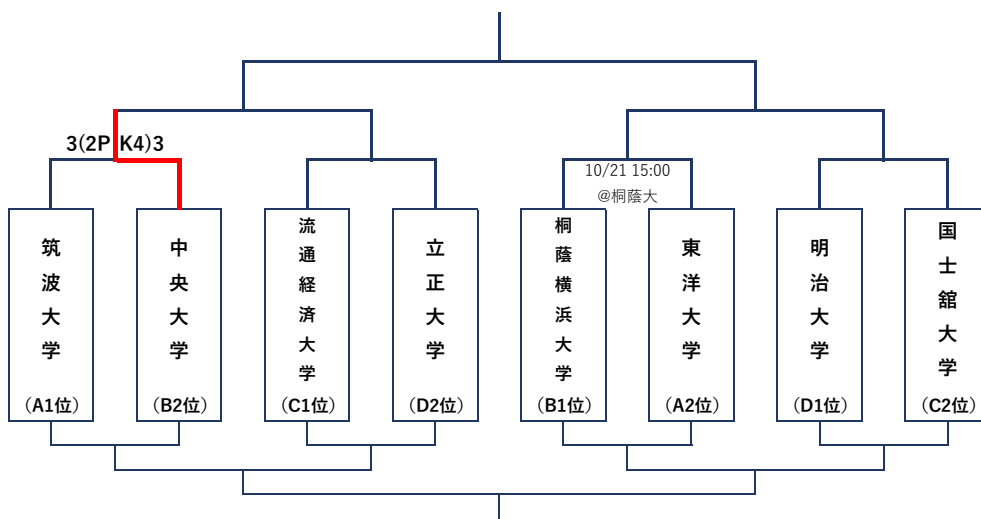 3(2PK4)3
10/21 15:00
@桐蔭大
筑波大学
(A1位)
中央大学
(B2位)
流通経済大学
(C1位)
立正大学
(D2位)
桐蔭横浜大学
(B1位)
東洋大学
(A2位)
明治大学
(D1位)
国士舘大学
(C2位)